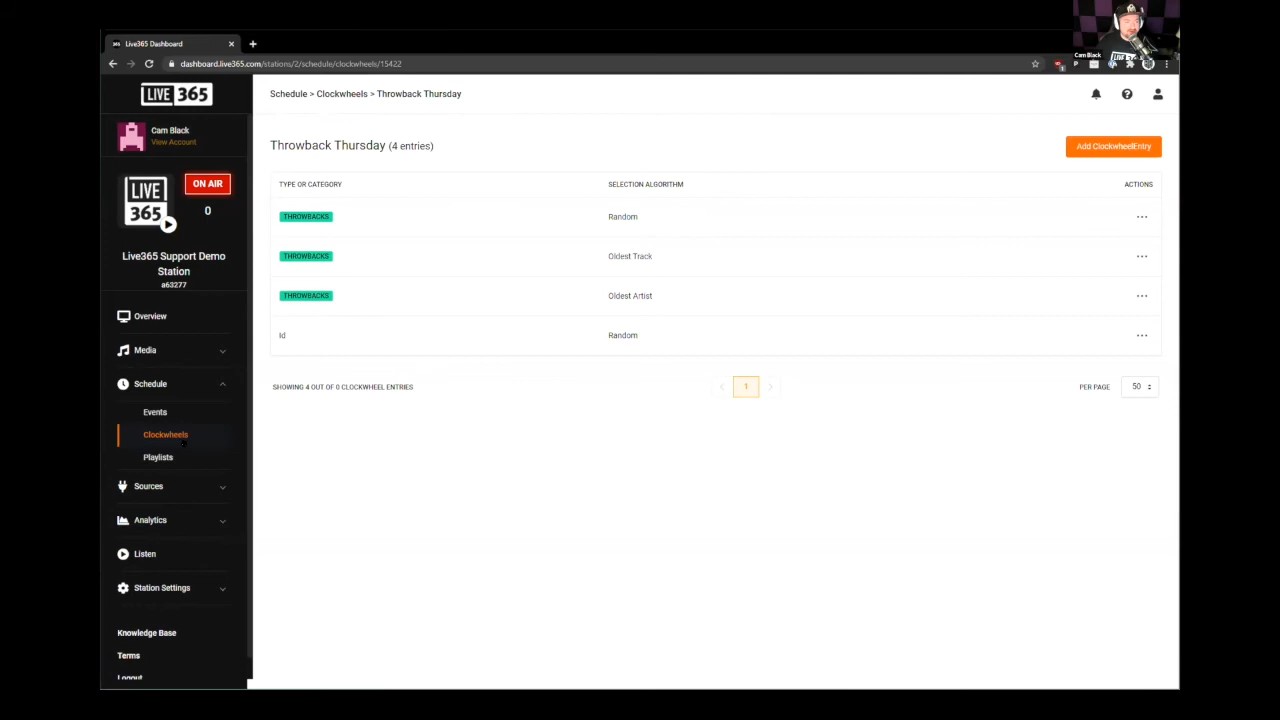 Live365 Dashboard
dashboard.live365.com/stations/2/schedule/clockwheels/15422
Cam Black
LIVE 365
Schedule > Clockwheels > Throwback Thursday
Cam Black
View Account
LIVE
365
ON AIR
0
Live365 Support Demo
Station
a63277
Overview
Media
Schedule
Events
Clockwheels
Playlists
Sources
Analytics
Listen
Station Settings
Knowledge Base
Terms
Logout
Throwback Thursday (4 entries)
Add ClockwheelEntry
TYPE OR CATEGORY SELECTION ALGORITHM ACTIONS
THROWBACKS Random
THROWBACKS Oldest Track
THROWBACKS Oldest Artist
Id Random
SHOWING 4 OUT OF 0 CLOCKWHEEL ENTRIES
1
PER PAGE 50